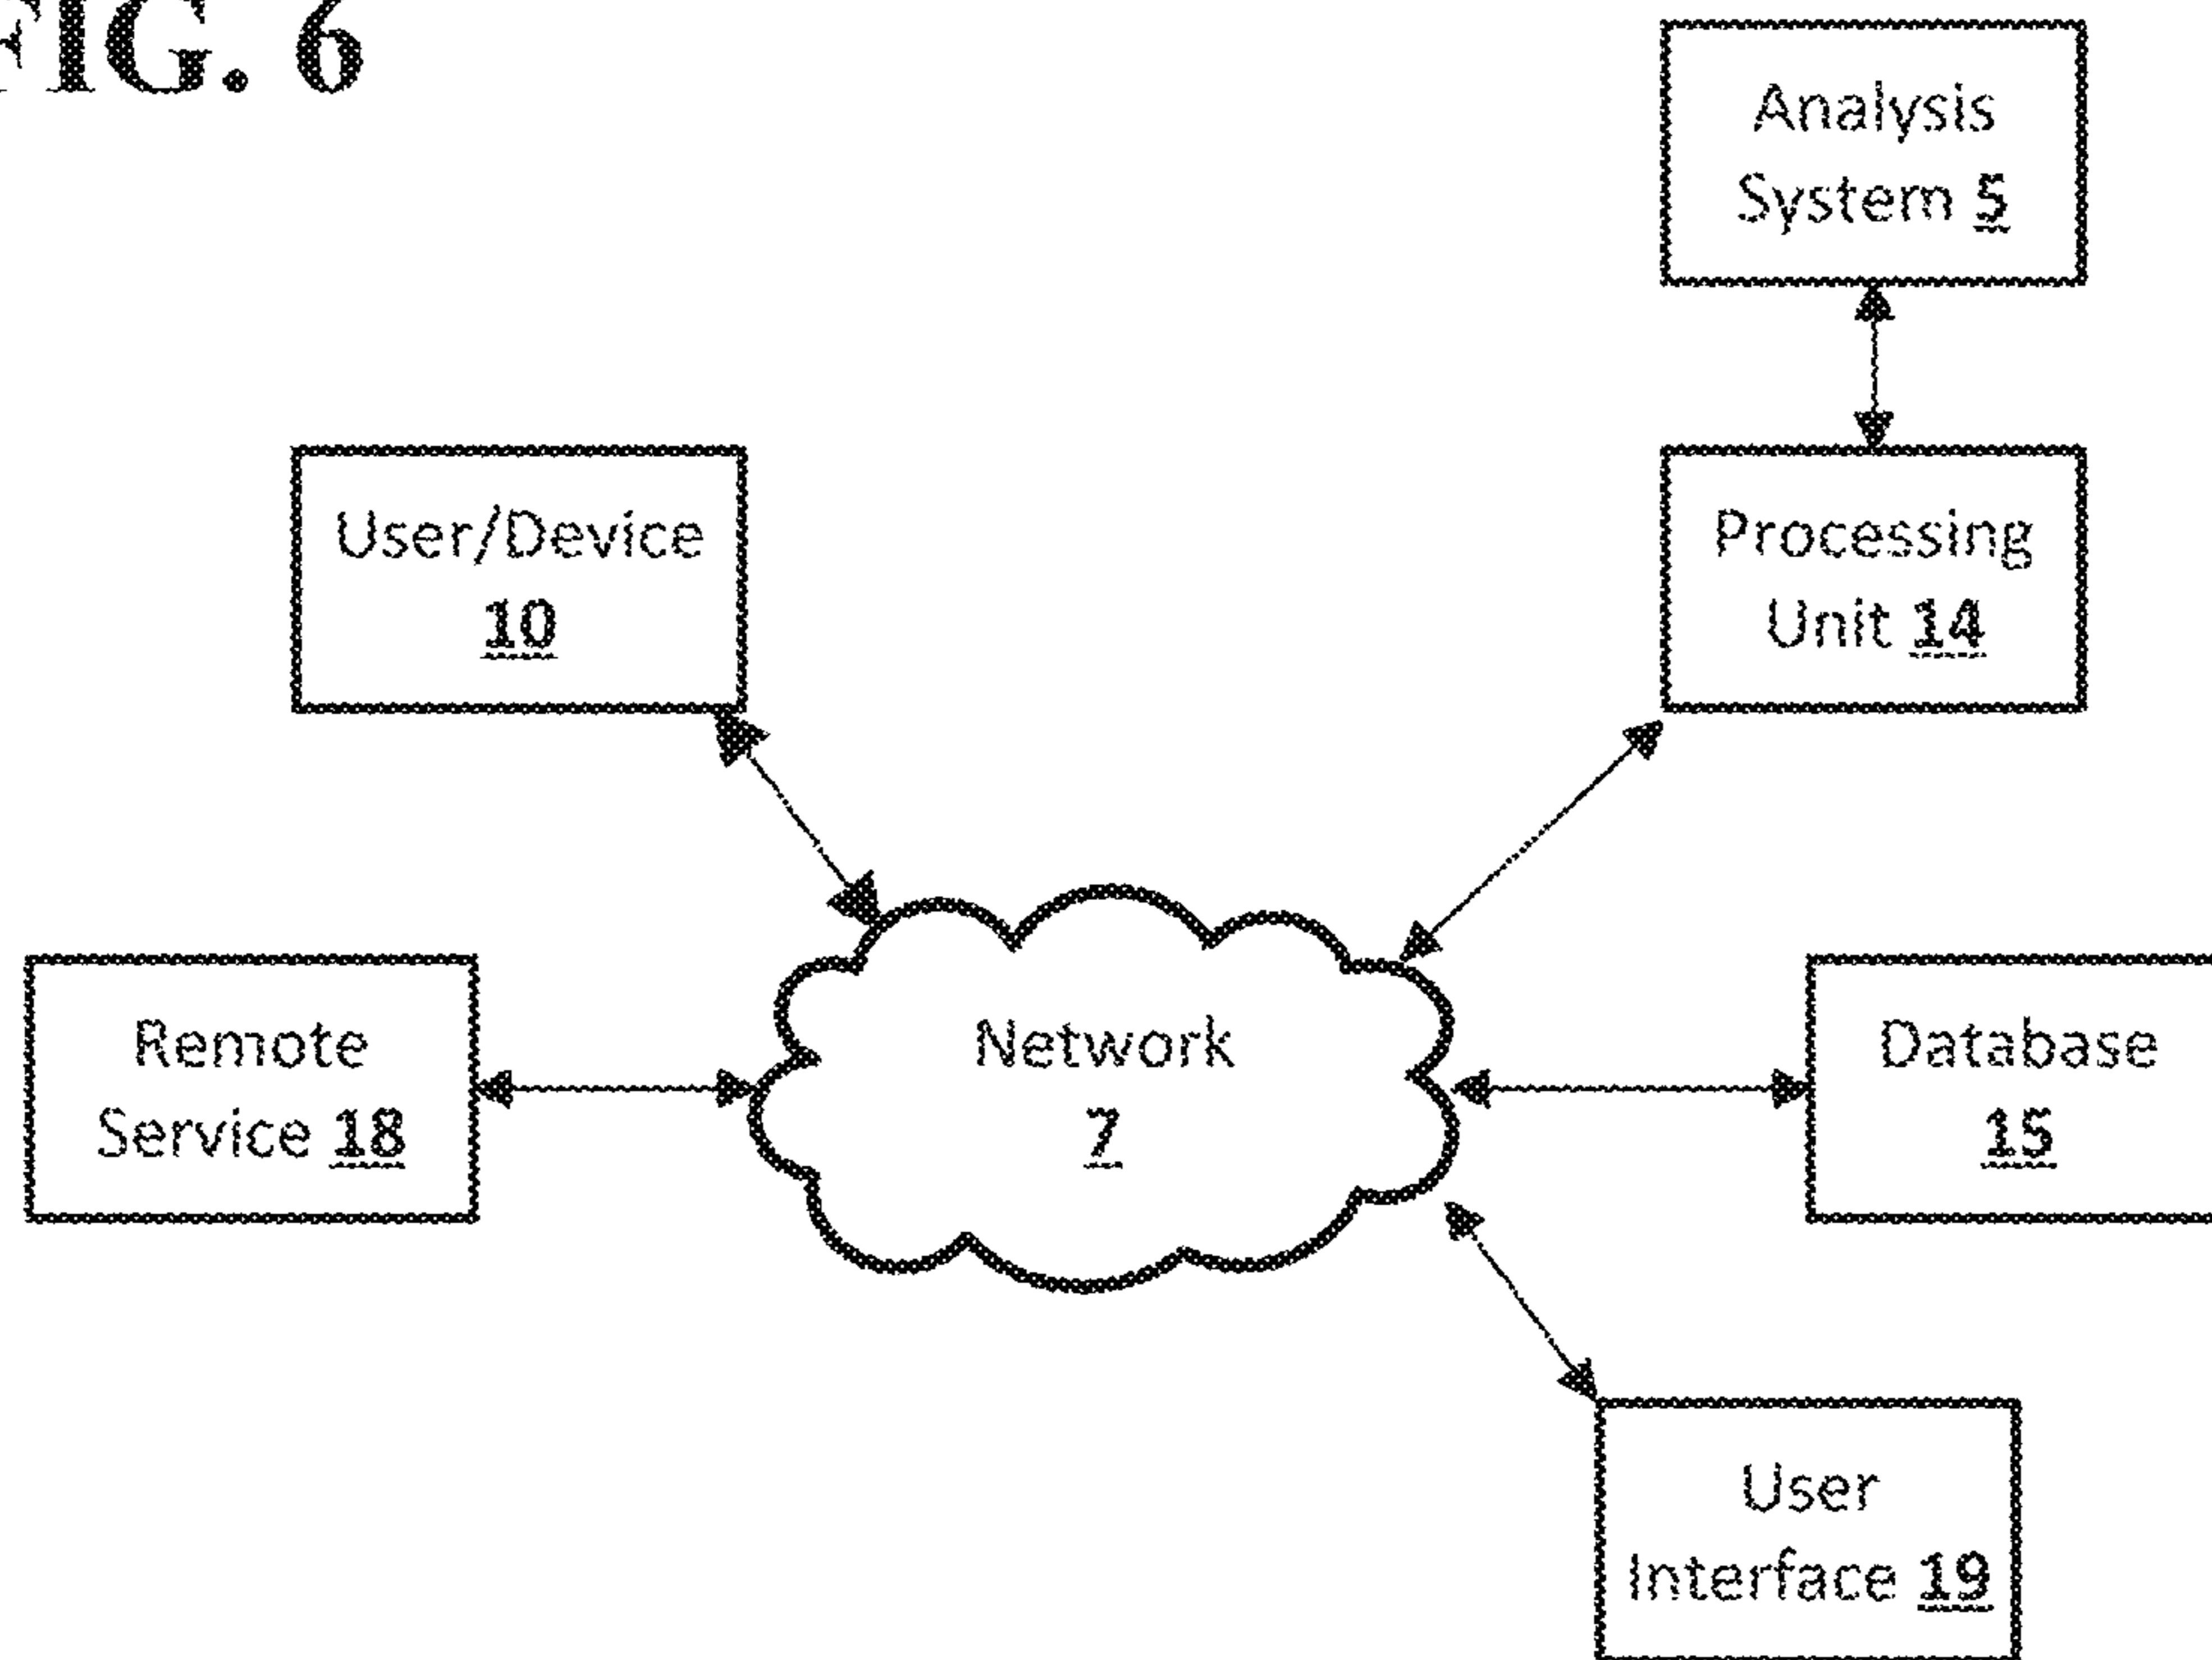 FIG. 6
Analysis
System 5
User/Device
10
Processing
Unit 14
Remote
Service 18
Network
7
Database
15
User
Interface 19